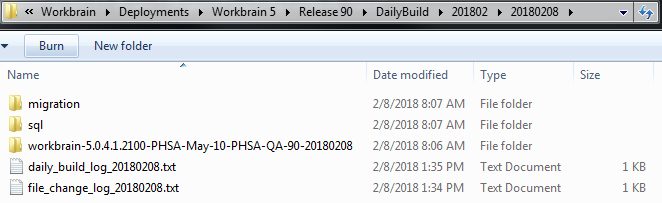 Workbrain ▸ Deployments ▸ Workbrain 5 ▸ Release 90 ▸ DailyBuild ▸ 201802 ▸ 20180208 ▸
Burn New folder
Name Date modified Type Size
migration 2/8/2018 8:07 AM File folder
sql 2/8/2018 8:07 AM File folder
workbrain-5.0.4.1.2100-PHSA-May-10-PHSA-QA-90-20180208 2/8/2018 8:06 AM File folder
daily_build_log_20180208.txt 2/8/2018 1:35 PM Text Document 1 KB
file_change_log_20180208.txt 2/8/2018 1:34 PM Text Document 1 KB